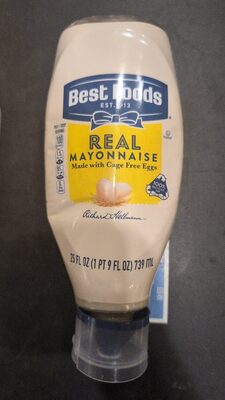 Best Foods
EST. 1913
REAL
MAYONNAISE
Made with Cage Free Eggs
Richard Hellmann
25 FL OZ (1 PT 9 FL OZ) 739 mL